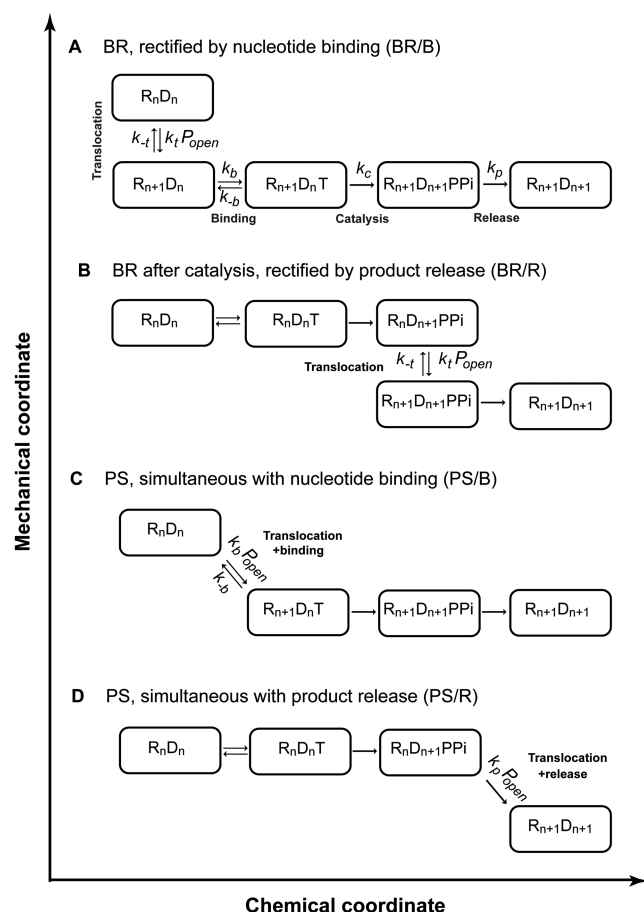 A BR, rectified by nucleotide binding (BR/B)
RnDn
Translocation
k-t kt Popen
Rn+1Dn
kb
k-b
Binding
Rn+1DnT
kc
Catalysis
Rn+1Dn+1PPi
kp
Release
Rn+1Dn+1
B BR after catalysis, rectified by product release (BR/R)
RnDn
RnDnT
RnDn+1PPi
Translocation
k-t kt Popen
Rn+1Dn+1PPi
Rn+1Dn+1
C PS, simultaneous with nucleotide binding (PS/B)
RnDn
kb Popen
k-b
Translocation
+binding
Rn+1DnT
Rn+1Dn+1PPi
Rn+1Dn+1
D PS, simultaneous with product release (PS/R)
RnDn
RnDnT
RnDn+1PPi
kp Popen
Translocation
+release
Rn+1Dn+1
Mechanical coordinate
Chemical coordinate